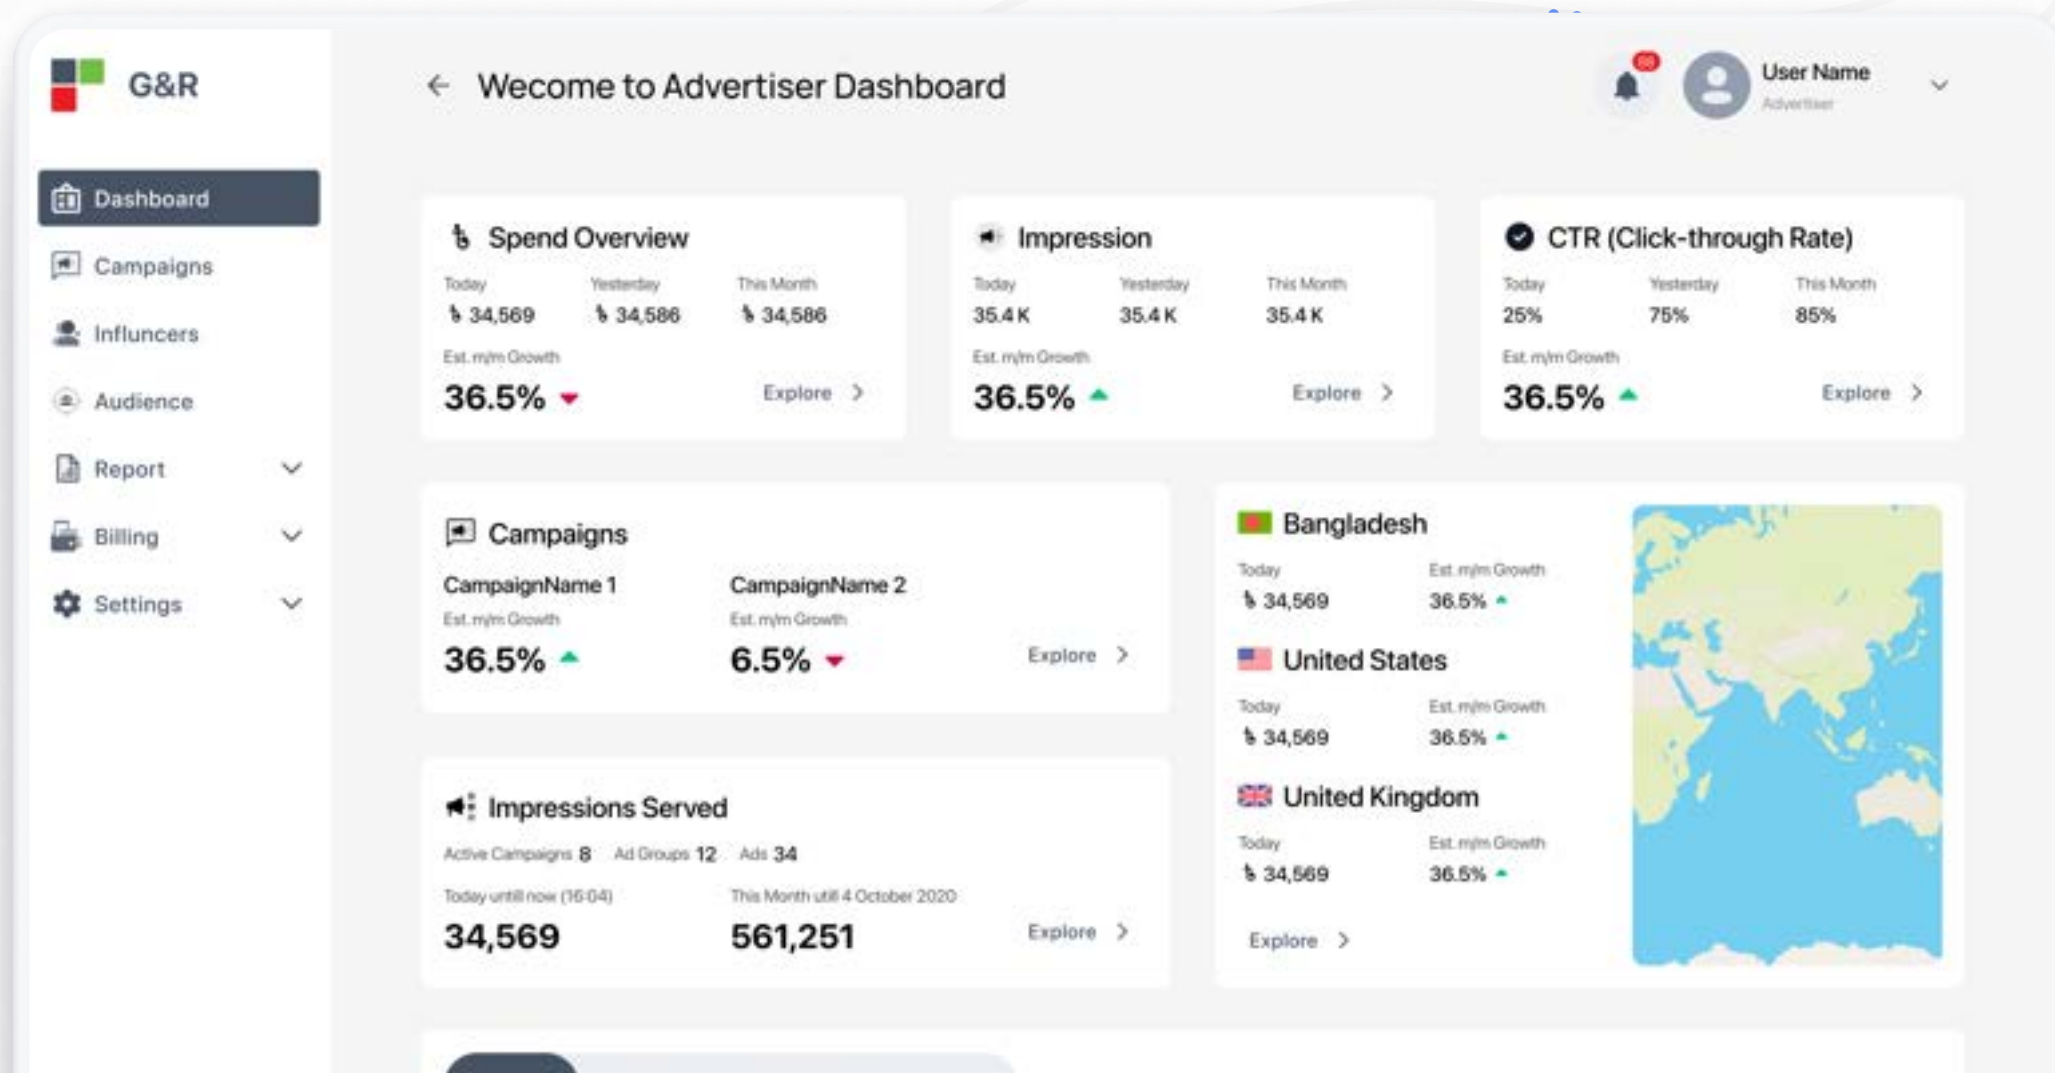 G&R
Dashboard
Campaigns
Influncers
Audience
Report
Billing
Settings
Wecome to Advertiser Dashboard
User Name
Advertiser
Spend Overview
Today Yesterday This Month
৳ 34,569 ৳ 34,586 ৳ 34,586
Est. m/m Growth
36.5% Explore
Impression
Today Yesterday This Month
35.4 K 35.4 K 35.4 K
Est. m/m Growth
36.5% Explore
CTR (Click-through Rate)
Today Yesterday This Month
25% 75% 85%
Est. m/m Growth
36.5% Explore
Campaigns
CampaignName 1 CampaignName 2
Est. m/m Growth Est. m/m Growth
36.5% 6.5% Explore
Impressions Served
Active Campaigns 8 Ad Groups 12 Ads 34
Today untill now (16:04) This Month utill 4 October 2020
34,569 561,251 Explore
Bangladesh
Today Est. m/m Growth
৳ 34,569 36.5%
United States
Today Est. m/m Growth
৳ 34,569 36.5%
United Kingdom
Today Est. m/m Growth
৳ 34,569 36.5%
Explore